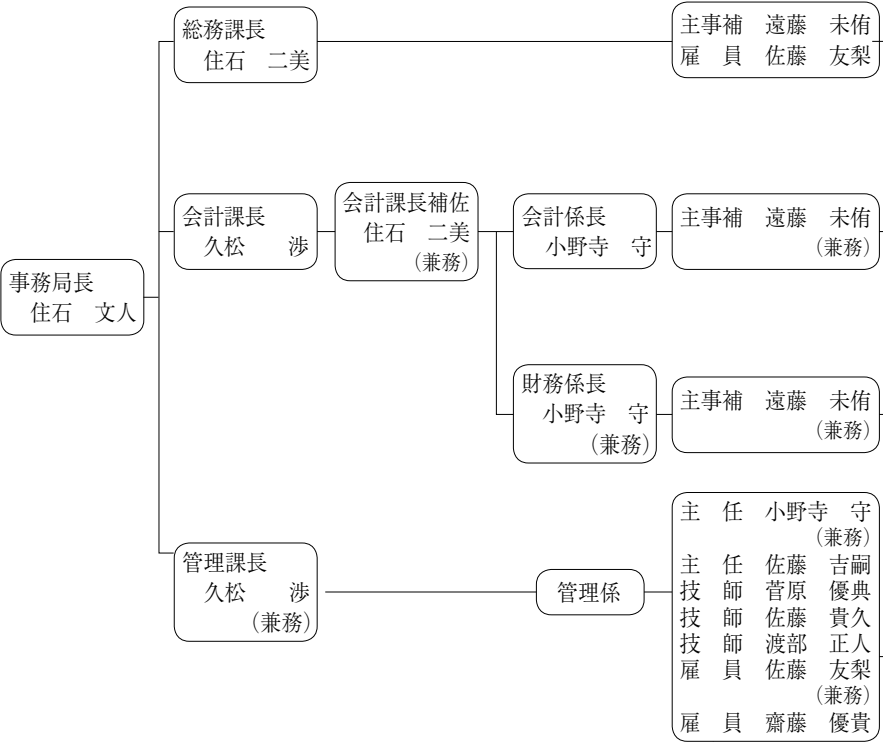 総務課長
住石　二美
主事補　遠藤　未侑
雇　員　佐藤　友梨
会計課長
久松　　渉
会計課長補佐
住石　二美
（兼務）
会計係長
小野寺　守
主事補　遠藤　未侑
（兼務）
事務局長
住石　文人
財務係長
小野寺　守
（兼務）
主事補　遠藤　未侑
（兼務）
管理課長
久松　　渉
（兼務）
管理係
主　任　小野寺　守
（兼務）
主　任　佐藤　吉嗣
技　師　菅原　優典
技　師　佐藤　貴久
技　師　渡部　正人
雇　員　佐藤　友梨
（兼務）
雇　員　齋藤　優貴